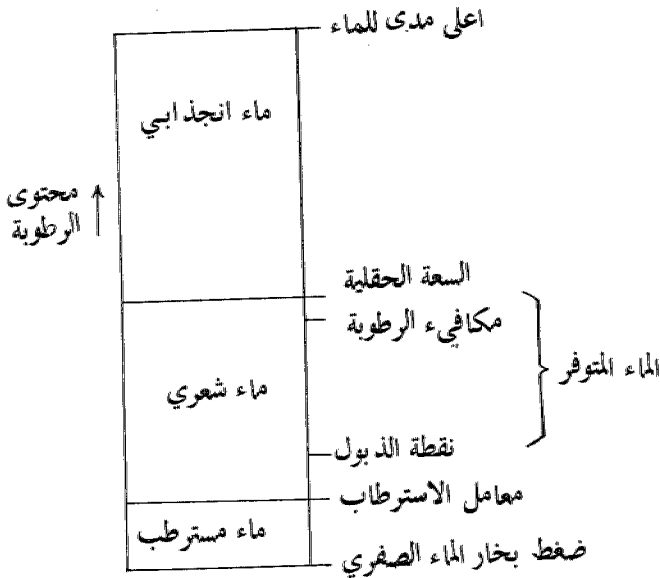 اعلى مدى للماء
ماء انجذابي
محتوى
الرطوبة
السعة الحقلية
مكافيء الرطوبة
الماء المتوفر
ماء شعري
نقطة الذبول
معامل الاسترطاب
ماء مسترطب
ضغط بخار الماء الصفري